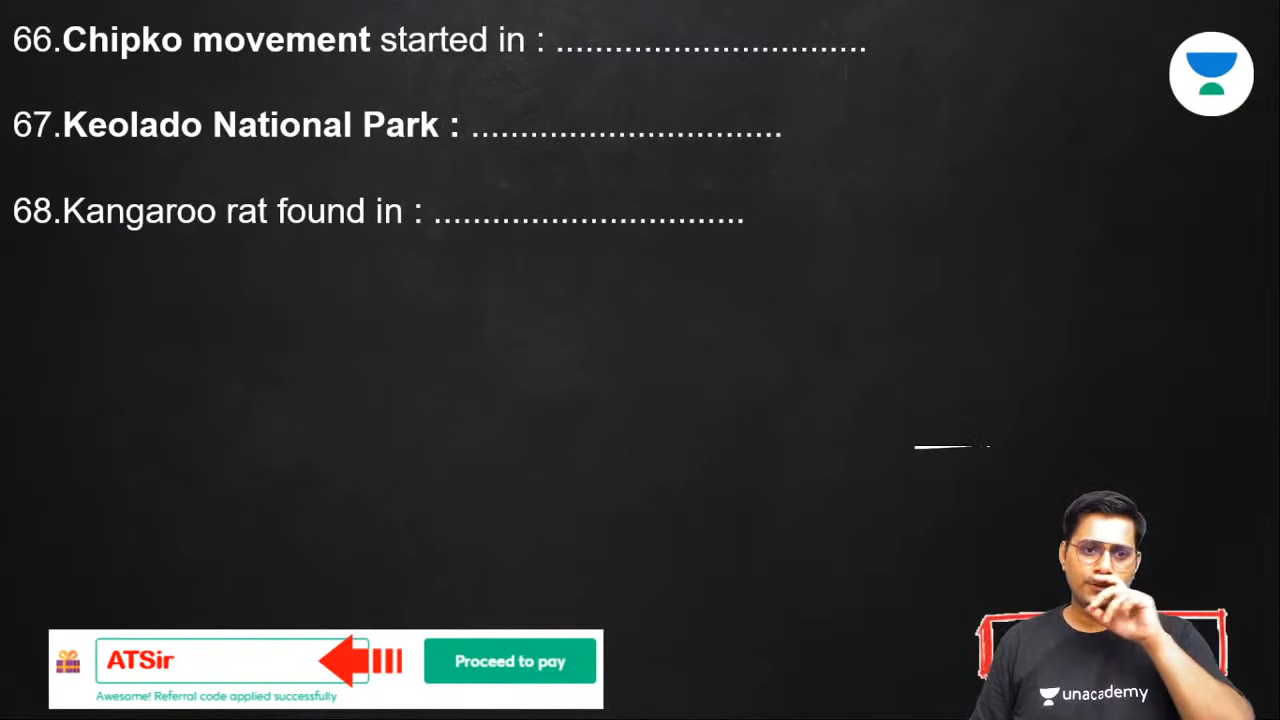 66.Chipko movement started in : ................................
67.Keolado National Park : ................................
68.Kangaroo rat found in : ................................
ATSir
Proceed to pay
Awesome! Referral code applied successfully
unacademy